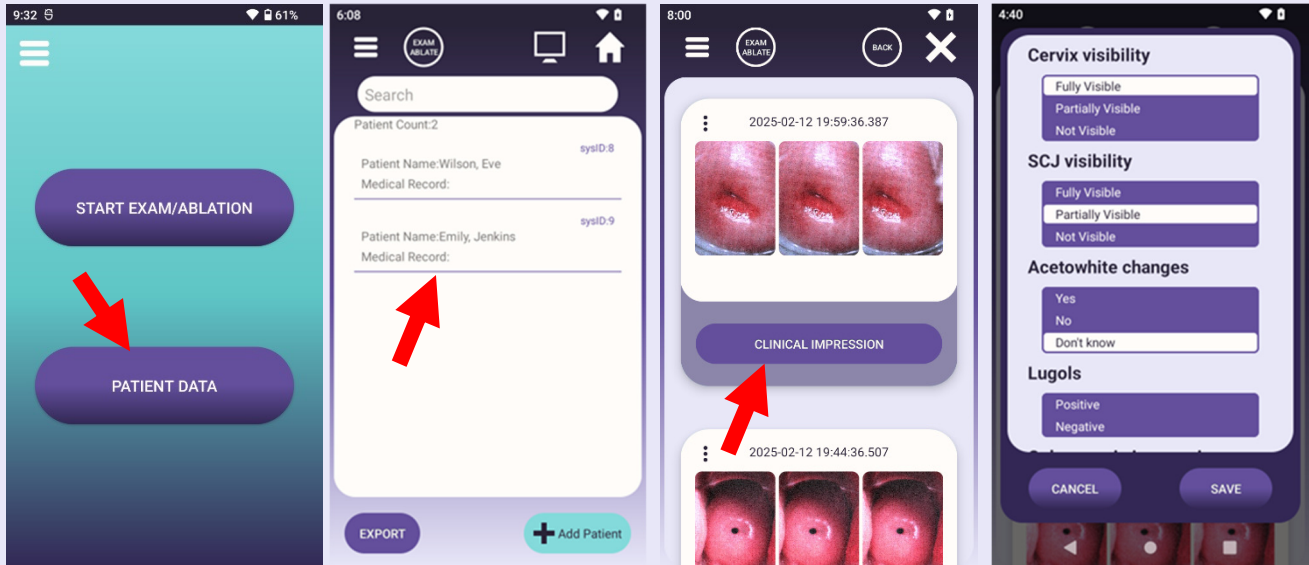 9:32
61%
START EXAM/ABLATION
PATIENT DATA
6:08
EXAM
ABLATE
Search
Patient Count:2
sysID:8
Patient Name:Wilson, Eve
Medical Record:
sysID:9
Patient Name:Emily, Jenkins
Medical Record:
EXPORT
Add Patient
8:00
EXAM
ABLATE
BACK
2025-02-12 19:59:36.387
CLINICAL IMPRESSION
2025-02-12 19:44:36.507
4:40
Cervix visibility
Fully Visible
Partially Visible
Not Visible
SCJ visibility
Fully Visible
Partially Visible
Not Visible
Acetowhite changes
Yes
No
Don't know
Lugols
Positive
Negative
CANCEL
SAVE